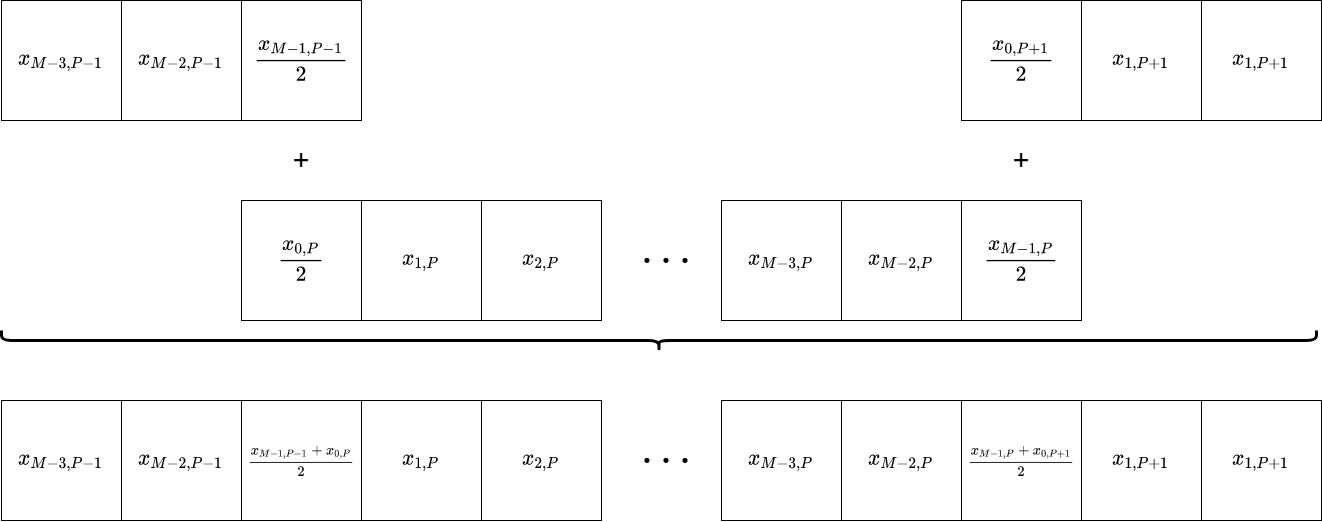 x_{M-3,P-1} x_{M-2,P-1} \frac{x_{M-1,P-1}}{2} \frac{x_{0,P+1}}{2} x_{1,P+1} x_{1,P+1}
+ +
\frac{x_{0,P}}{2} x_{1,P} x_{2,P} ··· x_{M-3,P} x_{M-2,P} \frac{x_{M-1,P}}{2}
x_{M-3,P-1} x_{M-2,P-1} \frac{x_{M-1,P-1}+x_{0,P}}{2} x_{1,P} x_{2,P} ··· x_{M-3,P} x_{M-2,P} \frac{x_{M-1,P}+x_{0,P+1}}{2} x_{1,P+1} x_{1,P+1}